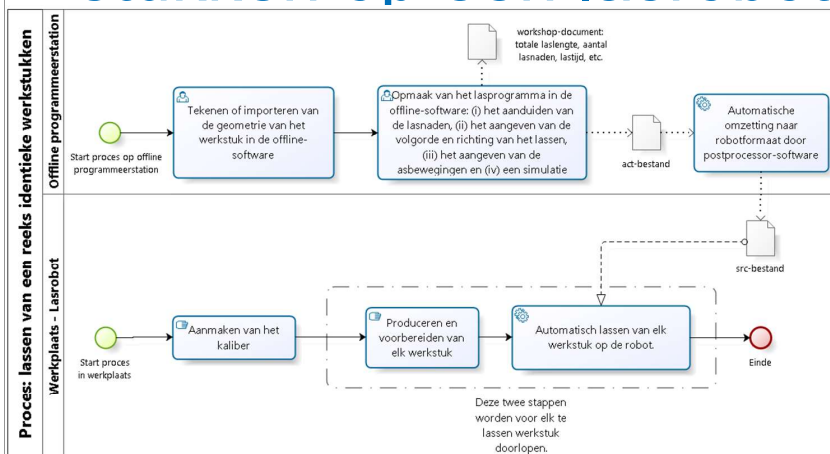 Proces: lassen van een reeks identieke werkstukken
Offline programmeerstation
Start proces op offline
programmeerstation
Tekenen of importeren van
de geometrie van het
werkstuk in de offline-
software
workshop-document:
totale laslengte, aantal
lasnaden, lastijd, etc.
Opmaak van het lasprogramma in de
offline-software: (i) het aanduiden van
de lasnaden, (ii) het aangeven van de
volgorde en richting van het lassen,
(iii) het aangeven van de
asbewegingen en (iv) een simulatie
act-bestand
Automatische
omzetting naar
robotformaat door
postprocessor-software
src-bestand
Werkplaats - Lasrobot
Start proces
in werkplaats
Aanmaken van het
kaliber
Produceren en
voorbereiden van
elk werkstuk
Automatisch lassen van elk
werkstuk op de robot.
Einde
Deze twee stappen
worden voor elk te
lassen werkstuk
doorlopen.